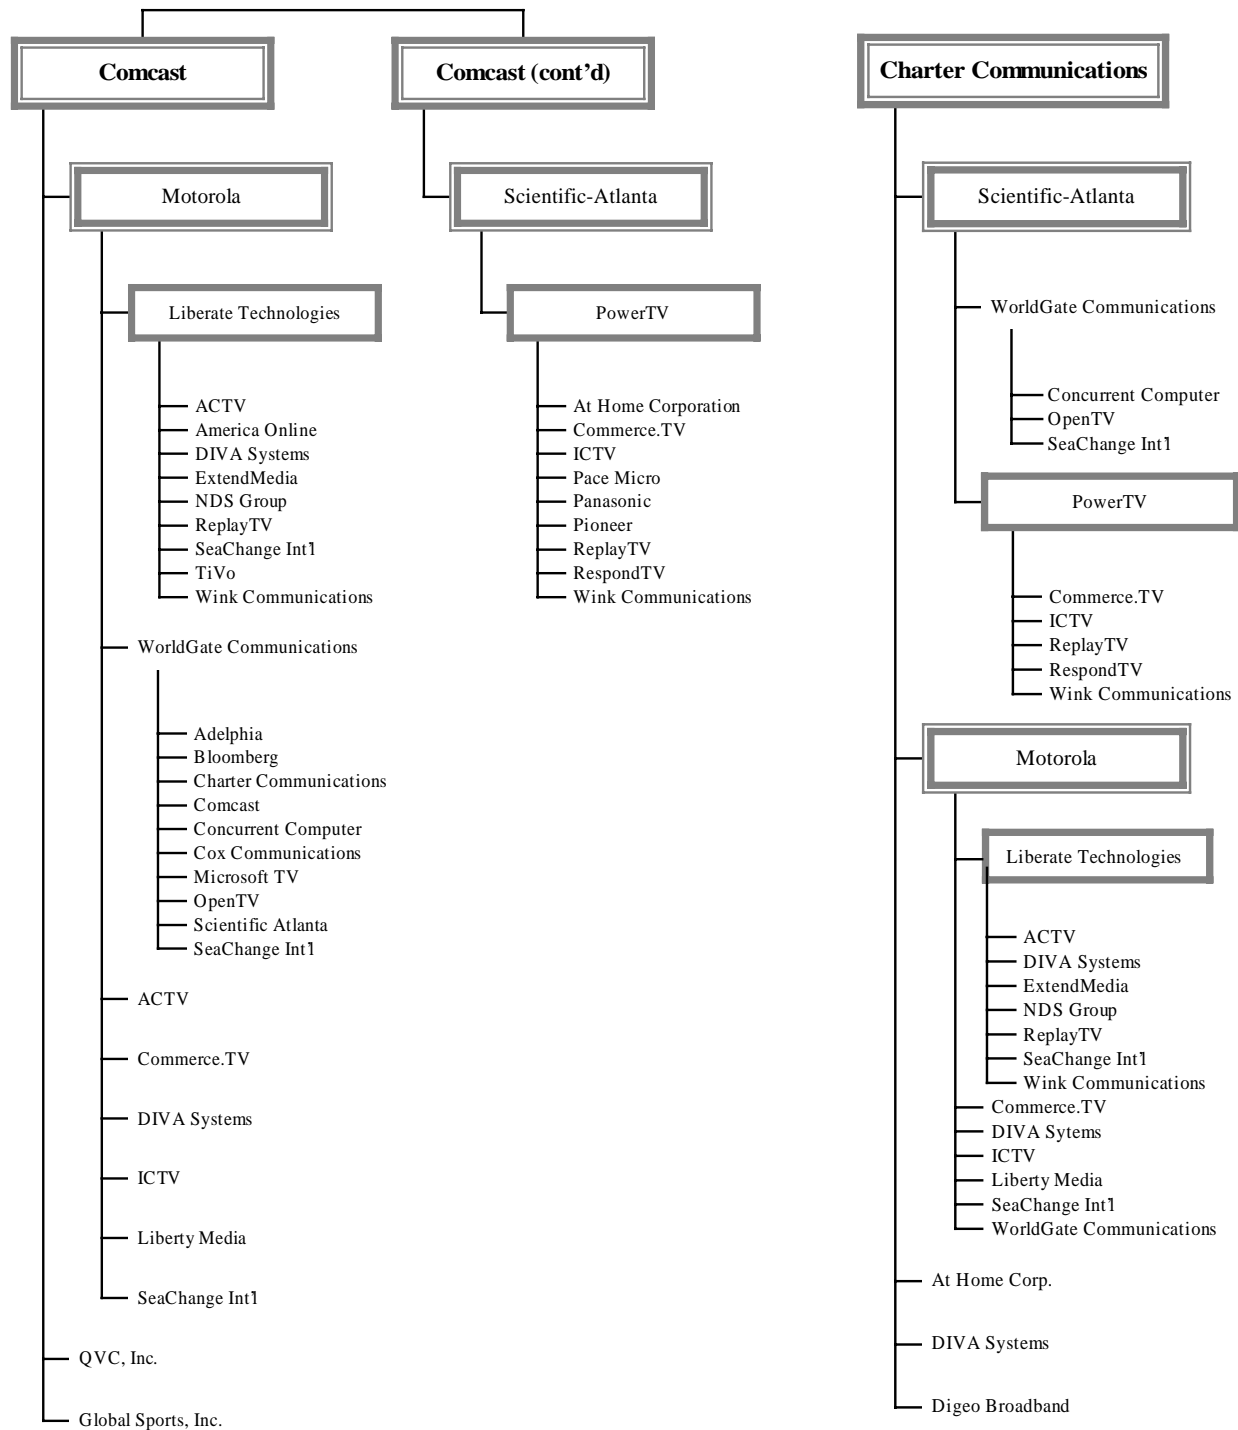 Comcast
Motorola
Liberate Technologies
ACTV
America Online
DIVA Systems
ExtendMedia
NDS Group
ReplayTV
SeaChange Int'l
TiVo
Wink Communications
WorldGate Communications
Adelphia
Bloomberg
Charter Communications
Comcast
Concurrent Computer
Cox Communications
Microsoft TV
OpenTV
Scientific Atlanta
SeaChange Int'l
ACTV
Commerce.TV
DIVA Systems
ICTV
Liberty Media
SeaChange Int'l
QVC, Inc.
Global Sports, Inc.
Comcast (cont'd)
Scientific-Atlanta
PowerTV
At Home Corporation
Commerce.TV
ICTV
Pace Micro
Panasonic
Pioneer
ReplayTV
RespondTV
Wink Communications
Charter Communications
Scientific-Atlanta
WorldGate Communications
Concurrent Computer
OpenTV
SeaChange Int'l
PowerTV
Commerce.TV
ICTV
ReplayTV
RespondTV
Wink Communications
Motorola
Liberate Technologies
ACTV
DIVA Systems
ExtendMedia
NDS Group
ReplayTV
SeaChange Int'l
Wink Communications
Commerce.TV
DIVA Sytems
ICTV
Liberty Media
SeaChange Int'l
WorldGate Communications
At Home Corp.
DIVA Systems
Digeo Broadband